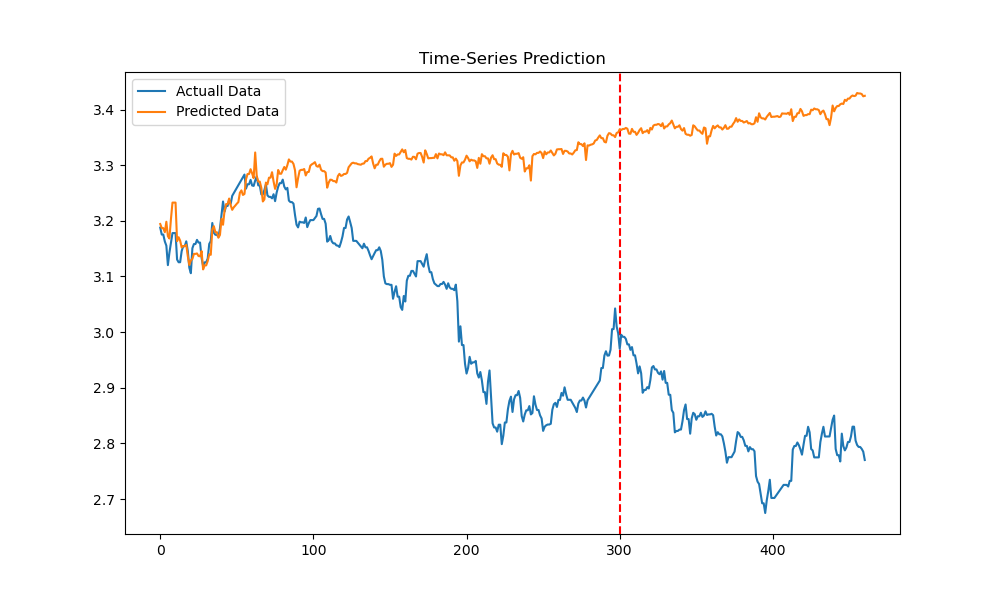 Time-Series Prediction
Actuall Data
Predicted Data
3.4
3.3
3.2
3.1
3.0
2.9
2.8
2.7
0 100 200 300 400